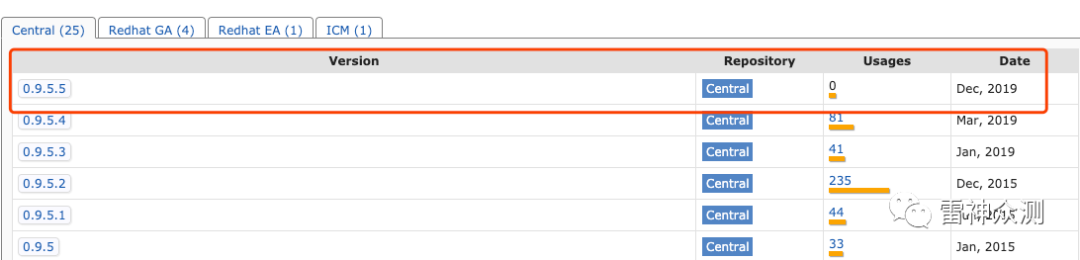 Central (25) Redhat GA (4) Redhat EA (1) ICM (1)
Version Repository Usages Date
0.9.5.5 Central 0 Dec, 2019
0.9.5.4 Central 81 Mar, 2019
0.9.5.3 Central 41 Jan, 2019
0.9.5.2 Central 235 Dec, 2015
0.9.5.1 Central 44
雷神众测
0.9.5 Central 33 Jan, 2015